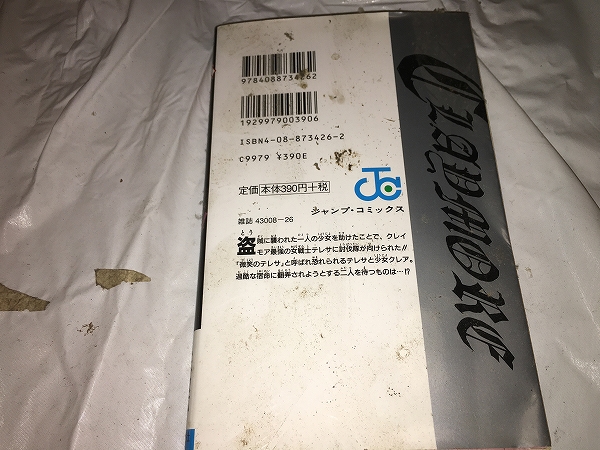 9784088734262
1929979003906
ISBN4-08-873426-2
C9979 ¥390E
定価 本体390円+税
JC
ジャンプ・コミックス
雑誌 43008-26
とう
盗賊に襲われた一人の少女を助けたことで、クレイ
モア最強の女戦士テレサに討伐隊が向けられた!!
『微笑のテレサ』と呼ばれ恐れられるテレサと少女クレア。
過酷な宿命に翻弄されようとする二人を待つものは…!?
CLAYMORE